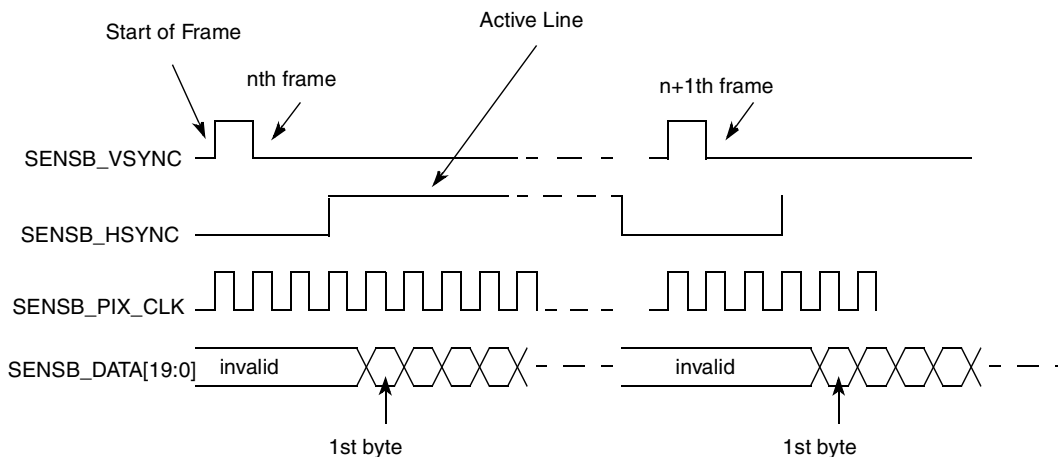 Active Line
Start of Frame
nth frame
n+1th frame
SENSB_VSYNC
SENSB_HSYNC
SENSB_PIX_CLK
SENSB_DATA[19:0]
invalid
invalid
1st byte
1st byte